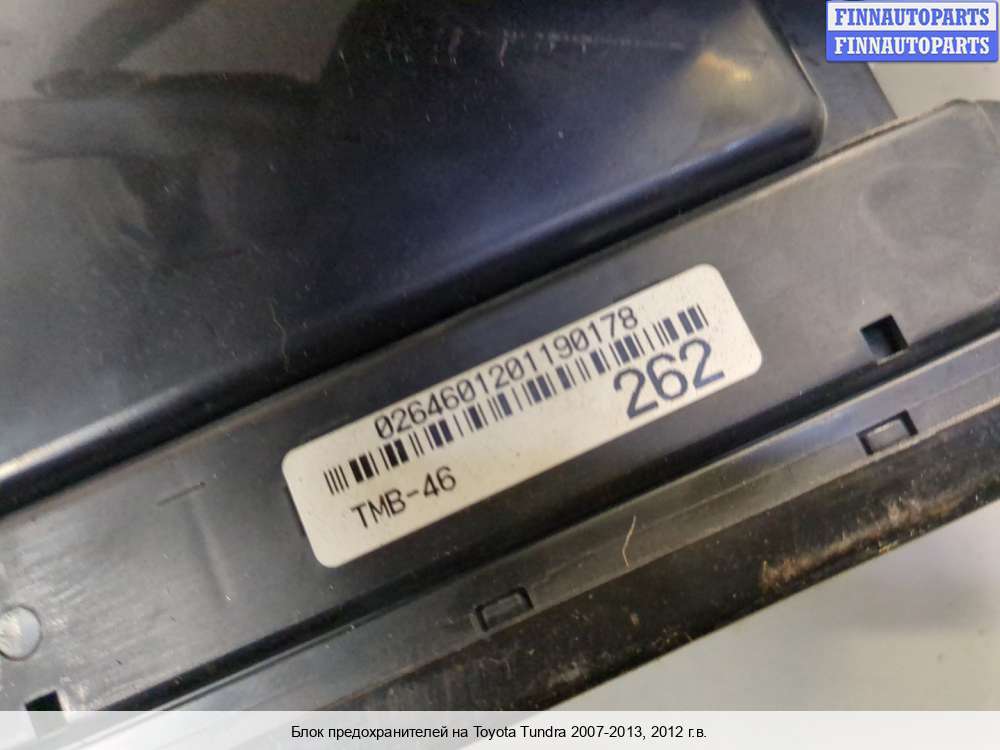 FINNAUTOPARTS
FINNAUTOPARTS
0264601201190178
262
TMB-46
Блок предохранителей на Toyota Tundra 2007-2013, 2012 г.в.